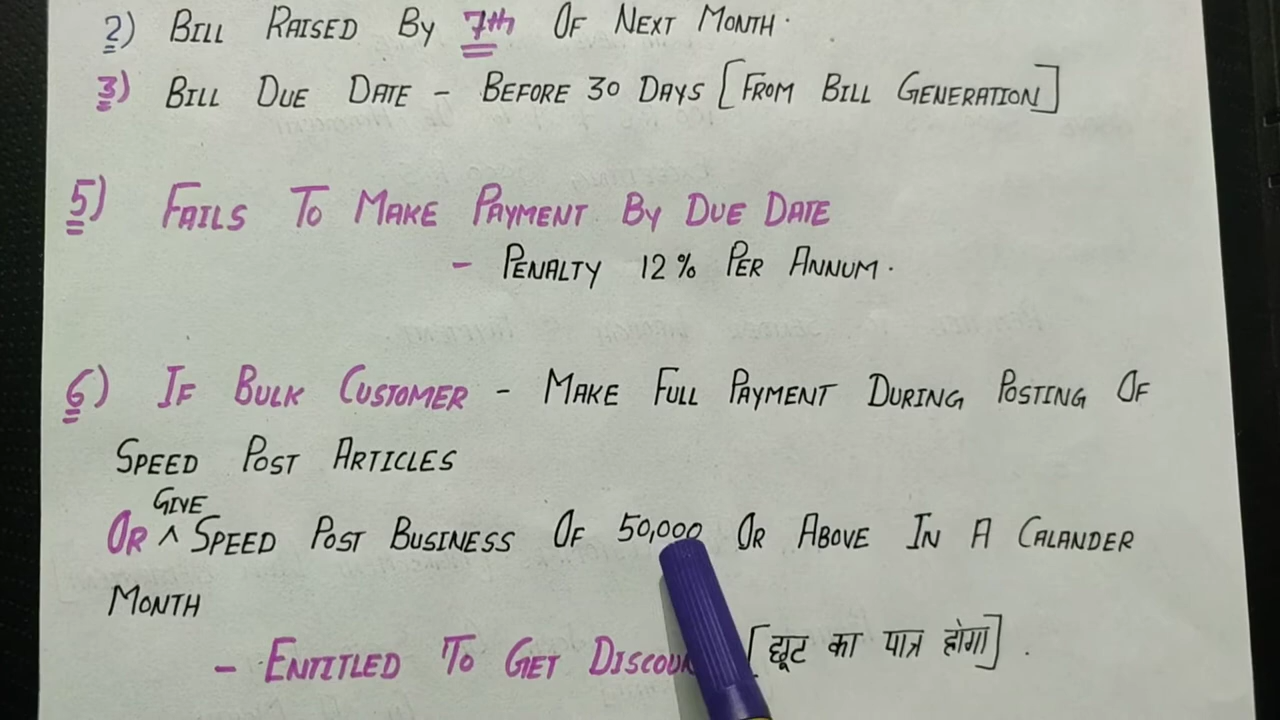 2) BILL RAISED BY 7th OF NEXT MONTH.
3) BILL DUE DATE - BEFORE 30 DAYS [FROM BILL GENERATION]
5) FAILS TO MAKE PAYMENT BY DUE DATE
- PENALTY 12% PER ANNUM.
6) IF BULK CUSTOMER - MAKE FULL PAYMENT DURING POSTING OF
SPEED POST ARTICLES
GIVE
OR ^ SPEED POST BUSINESS OF 50,000 OR ABOVE IN A CALANDER
MONTH
- ENTITLED TO GET DISCOU [छूट का पात्र होगा].